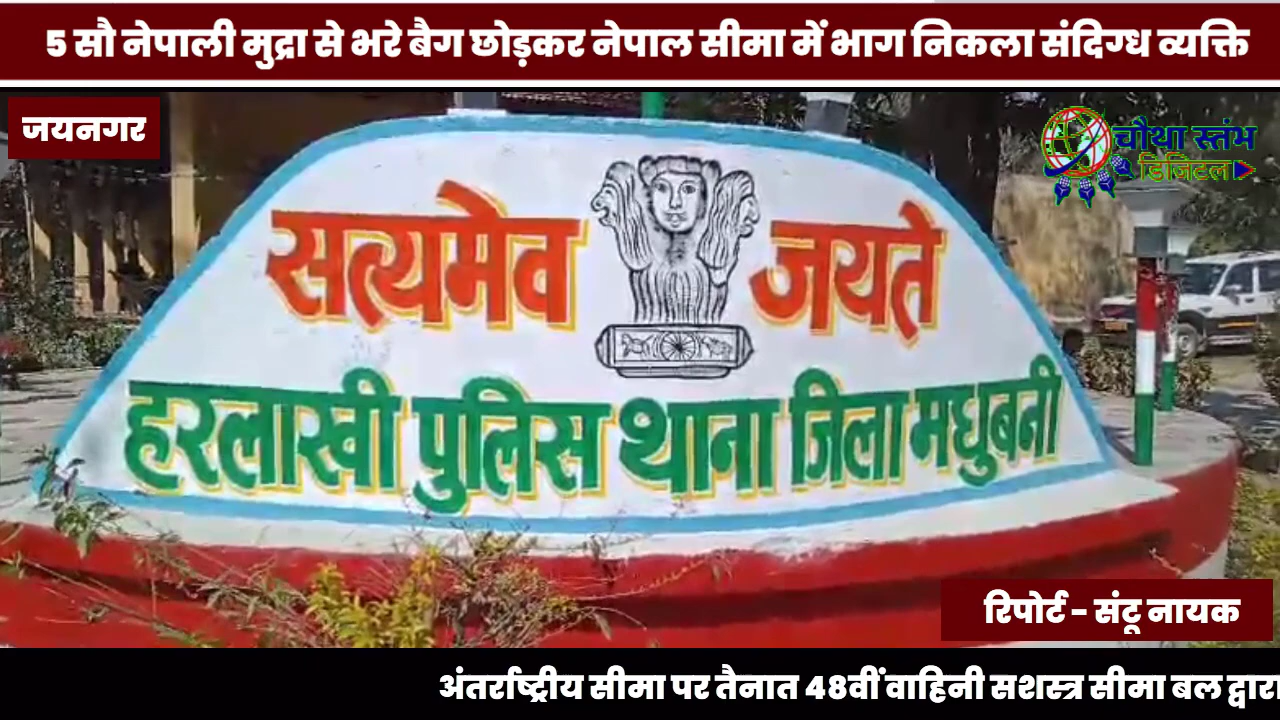 5 सौ नेपाली मुद्रा से भरे बैग छोड़कर नेपाल सीमा में भाग निकला संदिग्ध व्यक्ति
जयनगर
चौथा स्तंभ
डिजिटल
सत्यमेव जयते
हरलाखी पुलिस थाना जिला मधुबनी
रिपोर्ट - संटू नायक
अंतर्राष्ट्रीय सीमा पर तैनात 48वीं वाहिनी सशस्त्र सीमा बल द्वारा